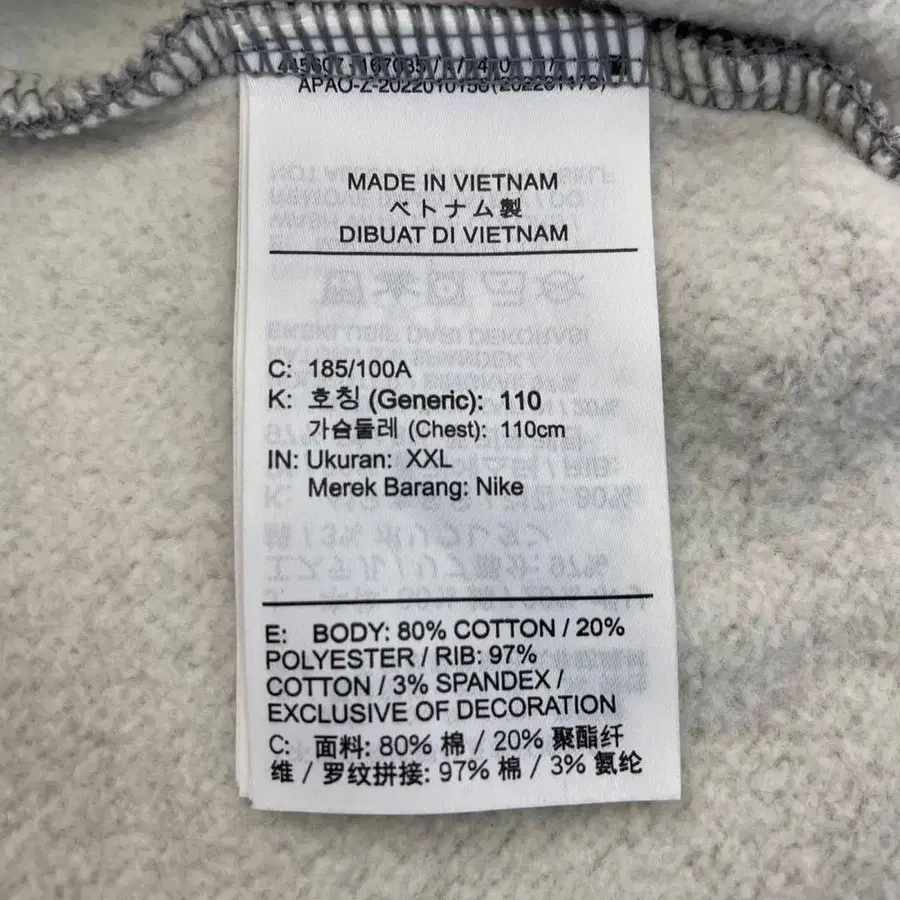 MADE IN VIETNAM
ベトナム製
DIBUAT DI VIETNAM
C: 185/100A
K: 호칭 (Generic): 110
가슴둘레 (Chest): 110cm
IN: Ukuran: XXL
Merek Barang: Nike
E: BODY: 80% COTTON / 20%
POLYESTER / RIB: 97%
COTTON / 3% SPANDEX /
EXCLUSIVE OF DECORATION
C: 面料: 80% 棉 / 20% 聚酯纤
维 / 罗纹拼接: 97% 棉 / 3% 氨纶